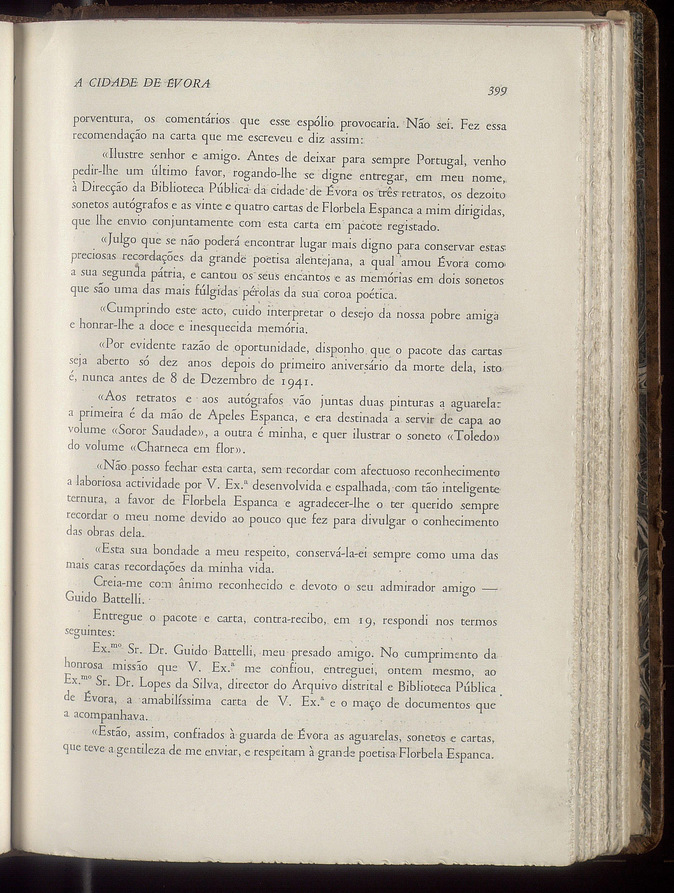 A CIDADE DE ÉVORA
399
porventura, os comentários que esse espólio provocaria. Não sei. Fez essa
recomendação na carta que me escreveu e diz assim:
«Ilustre senhor e amigo. Antes de deixar para sempre Portugal, venho
pedir-lhe um último favor, rogando-lhe se digne entregar, em meu nome,
à Direcção da Biblioteca Pública da cidade de Évora os três retratos, os dezoito
sonetos autógrafos e as vinte e quatro cartas de Florbela Espanca a mim dirigidas,
que lhe envio conjuntamente com esta carta em pacote registado.
«Julgo que se não poderá encontrar lugar mais digno para conservar estas
preciosas recordações da grande poetisa alentejana, a qual amou Évora como
a sua segunda pátria, e cantou os seus encantos e as memórias em dois sonetos
que são uma das mais fúlgidas pérolas da sua coroa poética.
«Cumprindo este acto, cuido interpretar o desejo da nossa pobre amiga
e honrar-lhe a doce e inesquecida memória.
«Por evidente razão de oportunidade, disponho que o pacote das cartas
seja aberto só dez anos depois do primeiro aniversário da morte dela, isto
é, nunca antes de 8 de Dezembro de 1941.
«Aos retratos e aos autógrafos vão juntas duas pinturas a aguarela:
a primeira é da mão de Apeles Espanca, e era destinada a servir de capa ao
volume «Soror Saudade», a outra é minha, e quer ilustrar o soneto «Toledo»
do volume «Charneca em flor».
«Não posso fechar esta carta, sem recordar com afectuoso reconhecimento
a laboriosa actividade por V. Ex.ª desenvolvida e espalhada, com tão inteligente
ternura, a favor de Florbela Espanca e agradecer-lhe o ter querido sempre
recordar o meu nome devido ao pouco que fez para divulgar o conhecimento
das obras dela.
«Esta sua bondade a meu respeito, conservá-la-ei sempre como uma das
mais caras recordações da minha vida.
Creia-me com ânimo reconhecido e devoto o seu admirador amigo —
Guido Battelli.
Entregue o pacote e carta, contra-recibo, em 19, respondi nos termos
seguintes:
Ex.mo Sr. Dr. Guido Battelli, meu presado amigo. No cumprimento da
honrosa missão que V. Ex.ª me confiou, entreguei, ontem mesmo, ao
Ex.mo Sr. Dr. Lopes da Silva, director do Arquivo distrital e Biblioteca Pública
de Évora, a amabilíssima carta de V. Ex.ª e o maço de documentos que
a acompanhava.
«Estão, assim, confiados à guarda de Évora as aguarelas, sonetos e cartas,
que teve a gentileza de me enviar, e respeitam à grande poetisa Florbela Espanca.